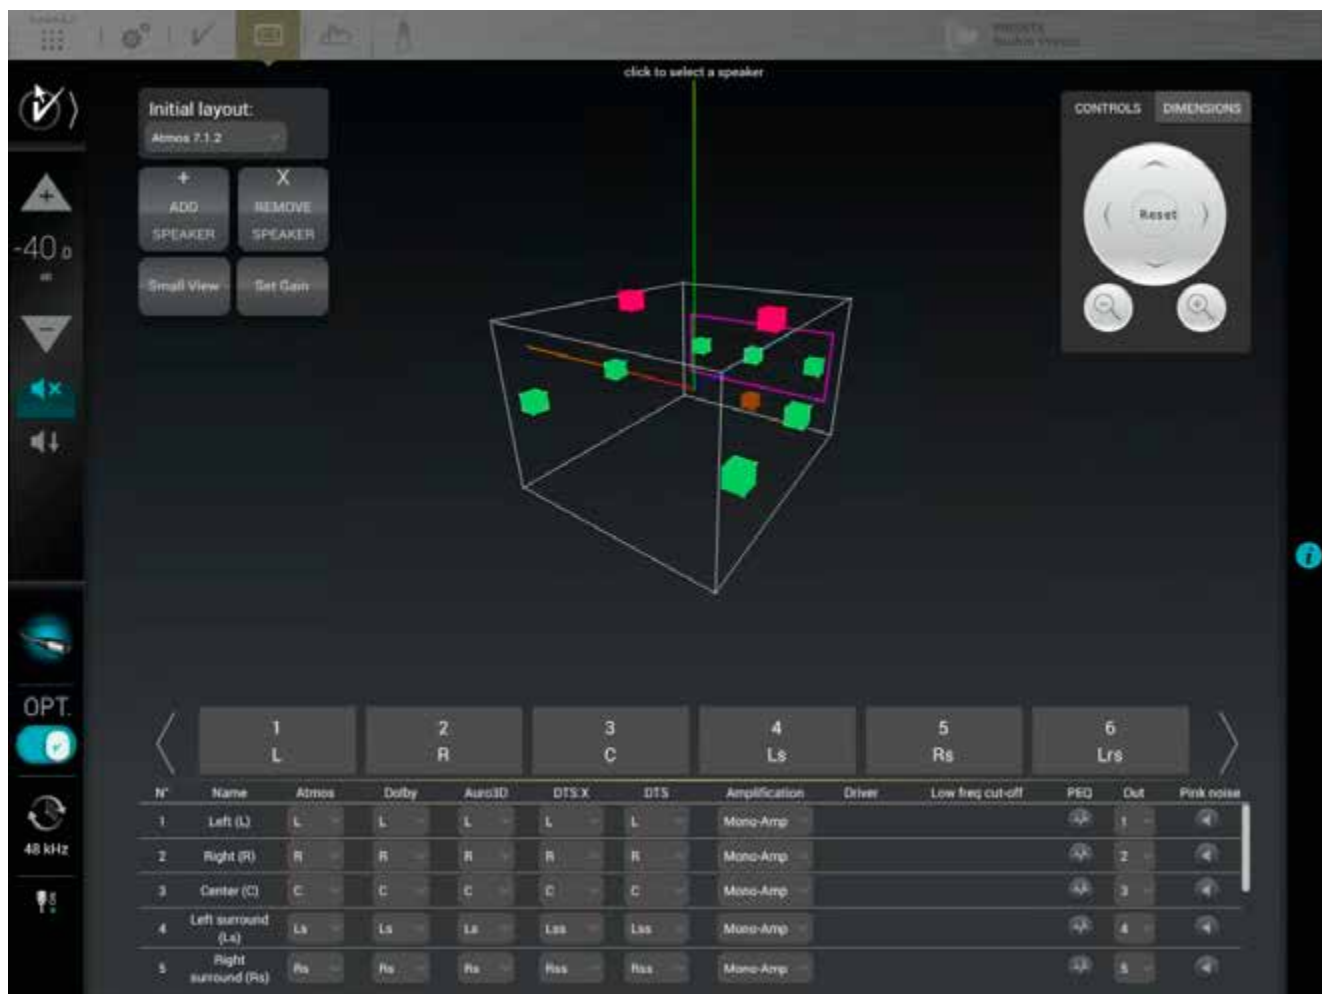 click to select a speaker
Initial layout:
Atmos 7.1.2
+
ADD
SPEAKER
X
REMOVE
SPEAKER
Small View
Set Gain
CONTROLS
DIMENSIONS
Reset
-40.0
OPT.
48 kHz
1
L
2
R
3
C
4
Ls
5
Rs
6
Lrs
N° Name Atmos Dolby Auro3D DTS:X DTS Amplification Driver Low freq cut-off PEQ Out Pink noise
1 Left (L) L L L L L Mono-Amp 1
2 Right (R) R R R R R Mono-Amp 2
3 Center (C) C C C C C Mono-Amp 3
4 Left surround (Ls) Ls Ls Ls Lss Lss Mono-Amp 4
5 Right surround (Rs) Rs Rs Rs Rss Rss Mono-Amp 5